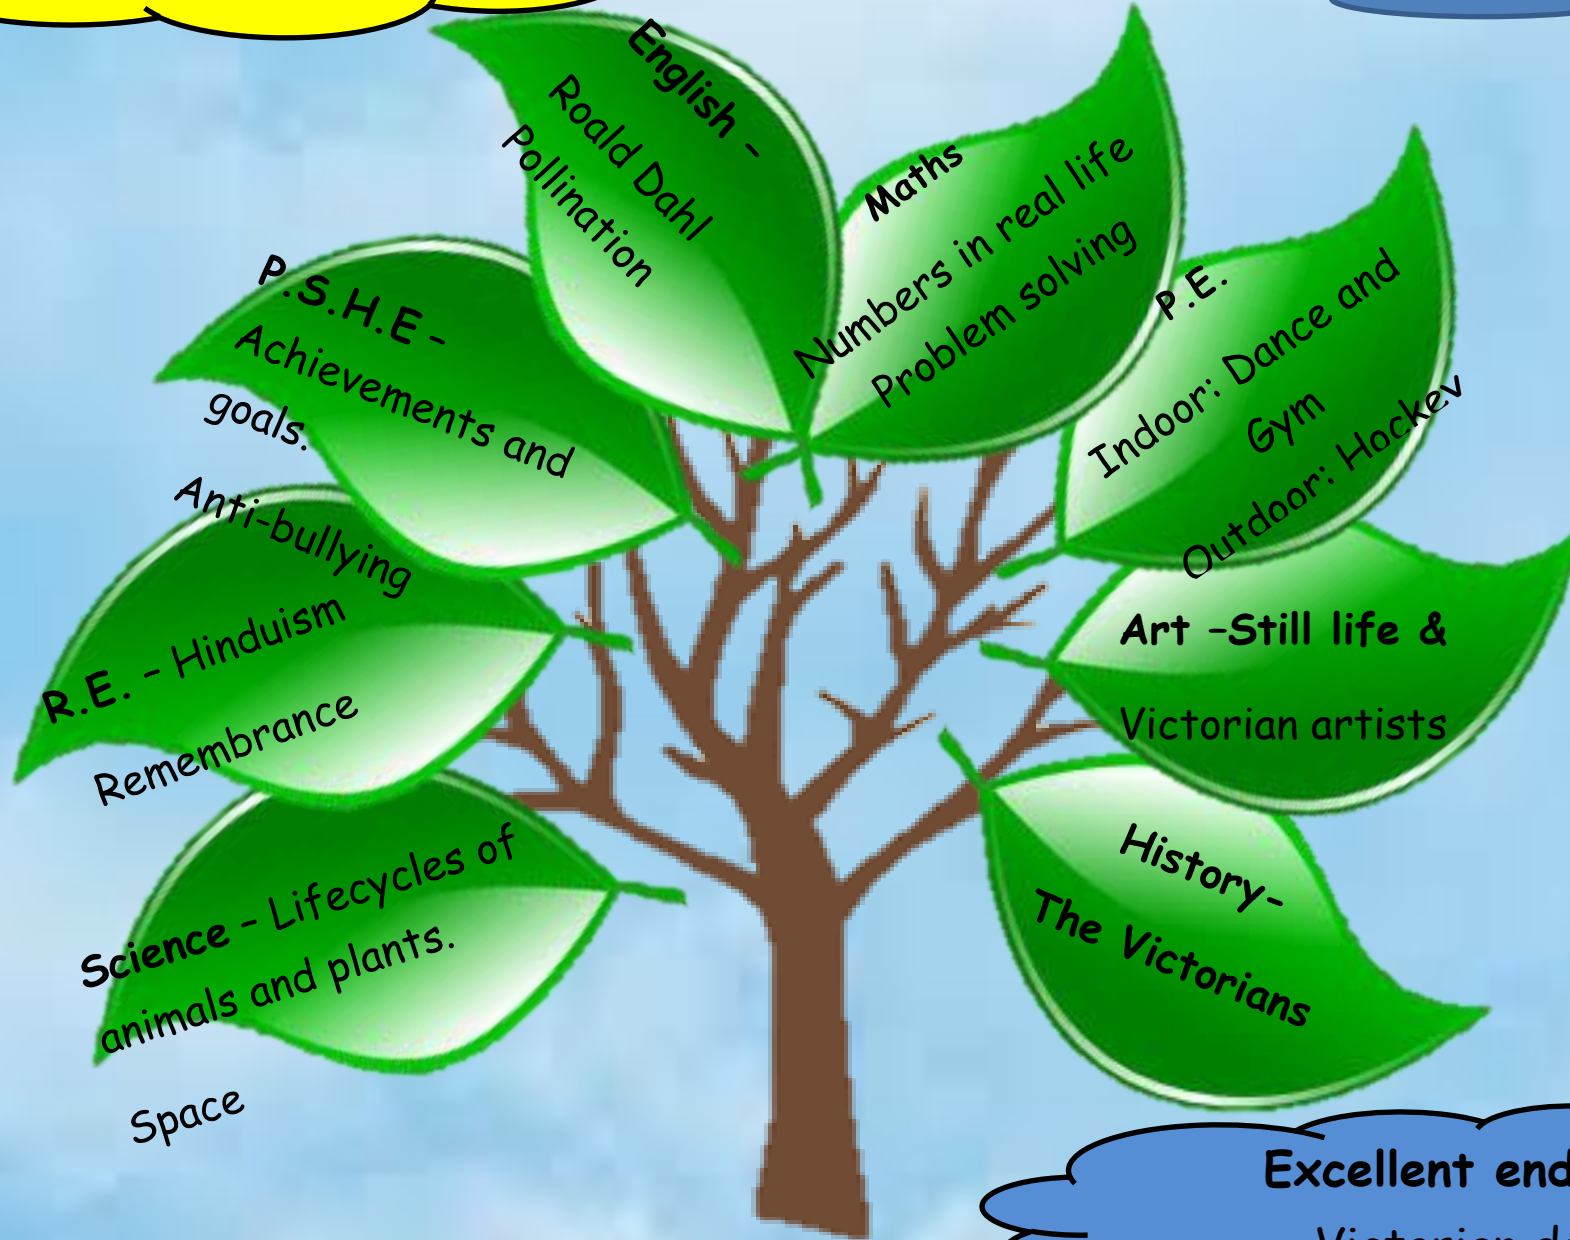 English -
Roald Dahl
Pollination
Maths
Numbers in real life
Problem solving
P.E.
Indoor: Dance and
Gym
Outdoor: Hockey
P.S.H.E -
Achievements and
goals.
Anti-bullying
R.E. - Hinduism
Remembrance
Art -Still life &
Victorian artists
Science - Lifecycles of
animals and plants.
Space
History-
The Victorians
Excellent end
Victorian d